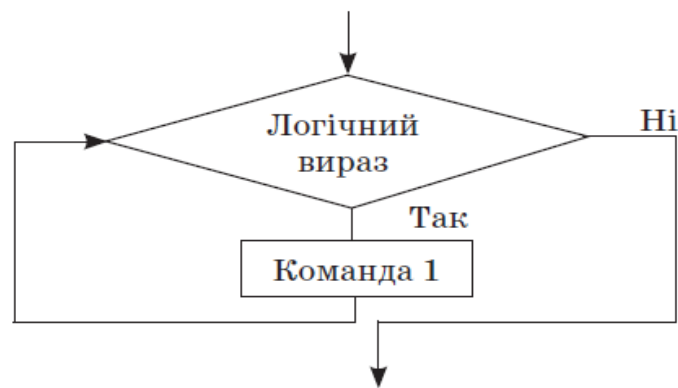 Логічний
вираз
Ні
Так
Команда 1